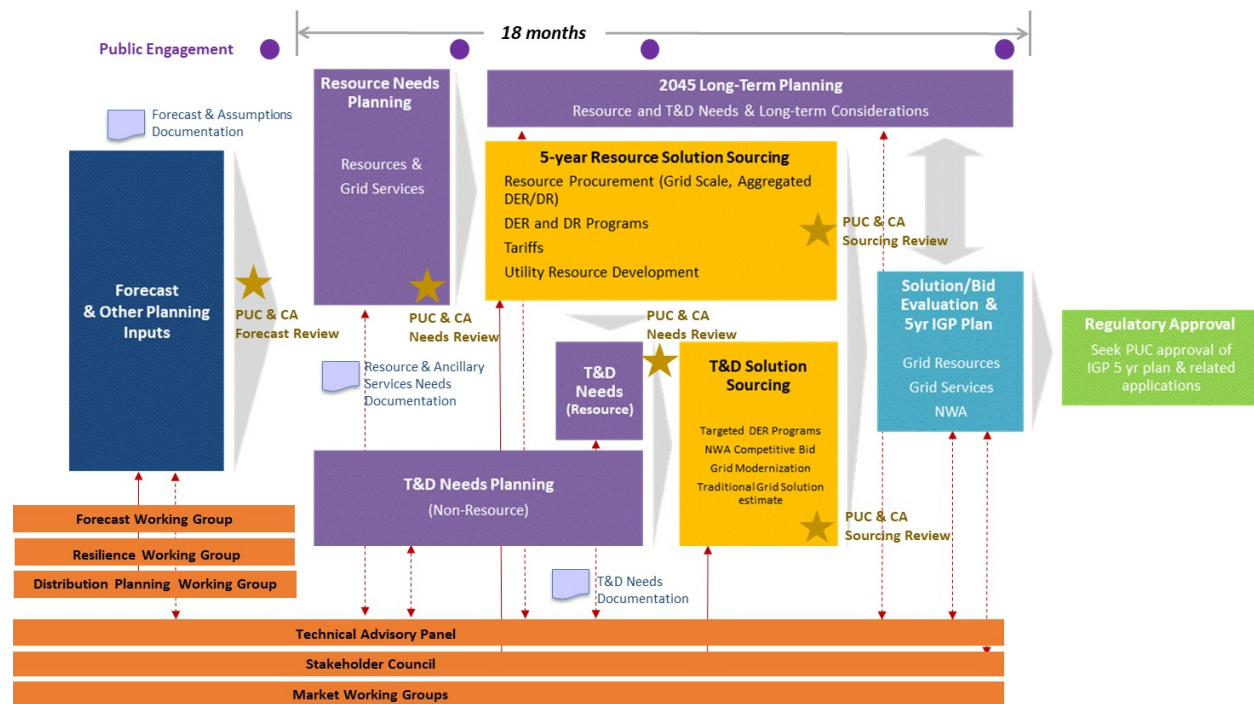 18 months
Public Engagement
Forecast & Assumptions
Documentation
Forecast
& Other Planning
Inputs
PUC & CA
Forecast Review
Resource Needs
Planning
Resources &
Grid Services
PUC & CA
Needs Review
Resource & Ancillary
Services Needs
Documentation
2045 Long-Term Planning
Resource and T&D Needs & Long-term Considerations
5-year Resource Solution Sourcing
Resource Procurement (Grid Scale, Aggregated
DER/DR)
DER and DR Programs
Tariffs
Utility Resource Development
PUC & CA
Sourcing Review
PUC & CA
Needs Review
T&D
Needs
(Resource)
T&D Needs Planning
(Non-Resource)
T&D Solution
Sourcing
Targeted DER Programs
NWA Competitive Bid
Grid Modernization
Traditional Grid Solution
estimate
PUC & CA
Sourcing Review
Solution/Bid
Evaluation &
5yr IGP Plan
Grid Resources
Grid Services
NWA
Regulatory Approval
Seek PUC approval of
IGP 5 yr plan & related
applications
T&D Needs
Documentation
Forecast Working Group
Resilience Working Group
Distribution Planning Working Group
Technical Advisory Panel
Stakeholder Council
Market Working Groups